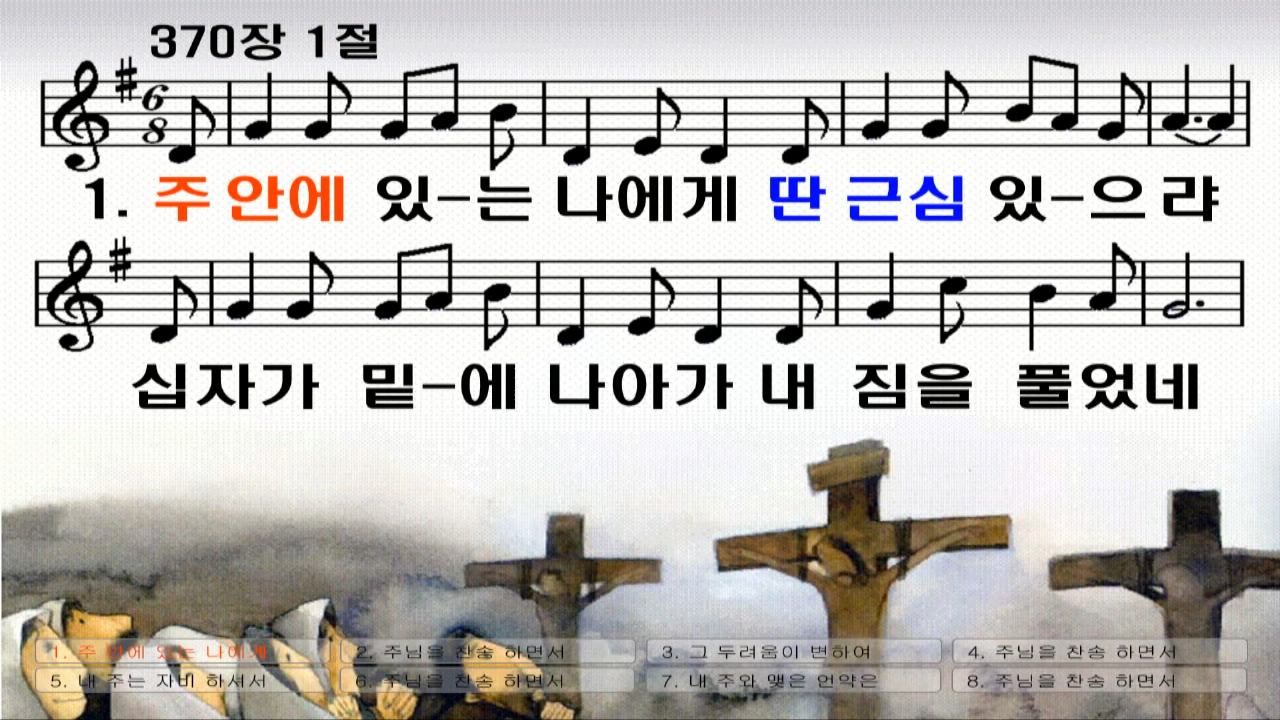 370장 1절
6
8
1. 주 안에 있-는 나에게 딴 근심 있-으랴
십자가 밑-에 나아가 내 짐을 풀었네
1. 주 안에 있는 나에게 2. 주님을 찬송 하면서 3. 그 두려움이 변하여 4. 주님을 찬송 하면서
5. 내 주는 자비 하셔서 6. 주님을 찬송 하면서 7. 내 주와 맺은 언약은 8. 주님을 찬송 하면서